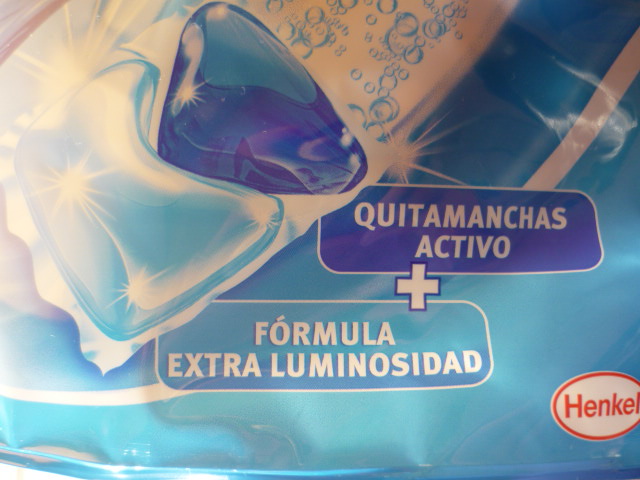 QUITAMANCHAS
ACTIVO
+
FÓRMULA
EXTRA LUMINOSIDAD
Henkel